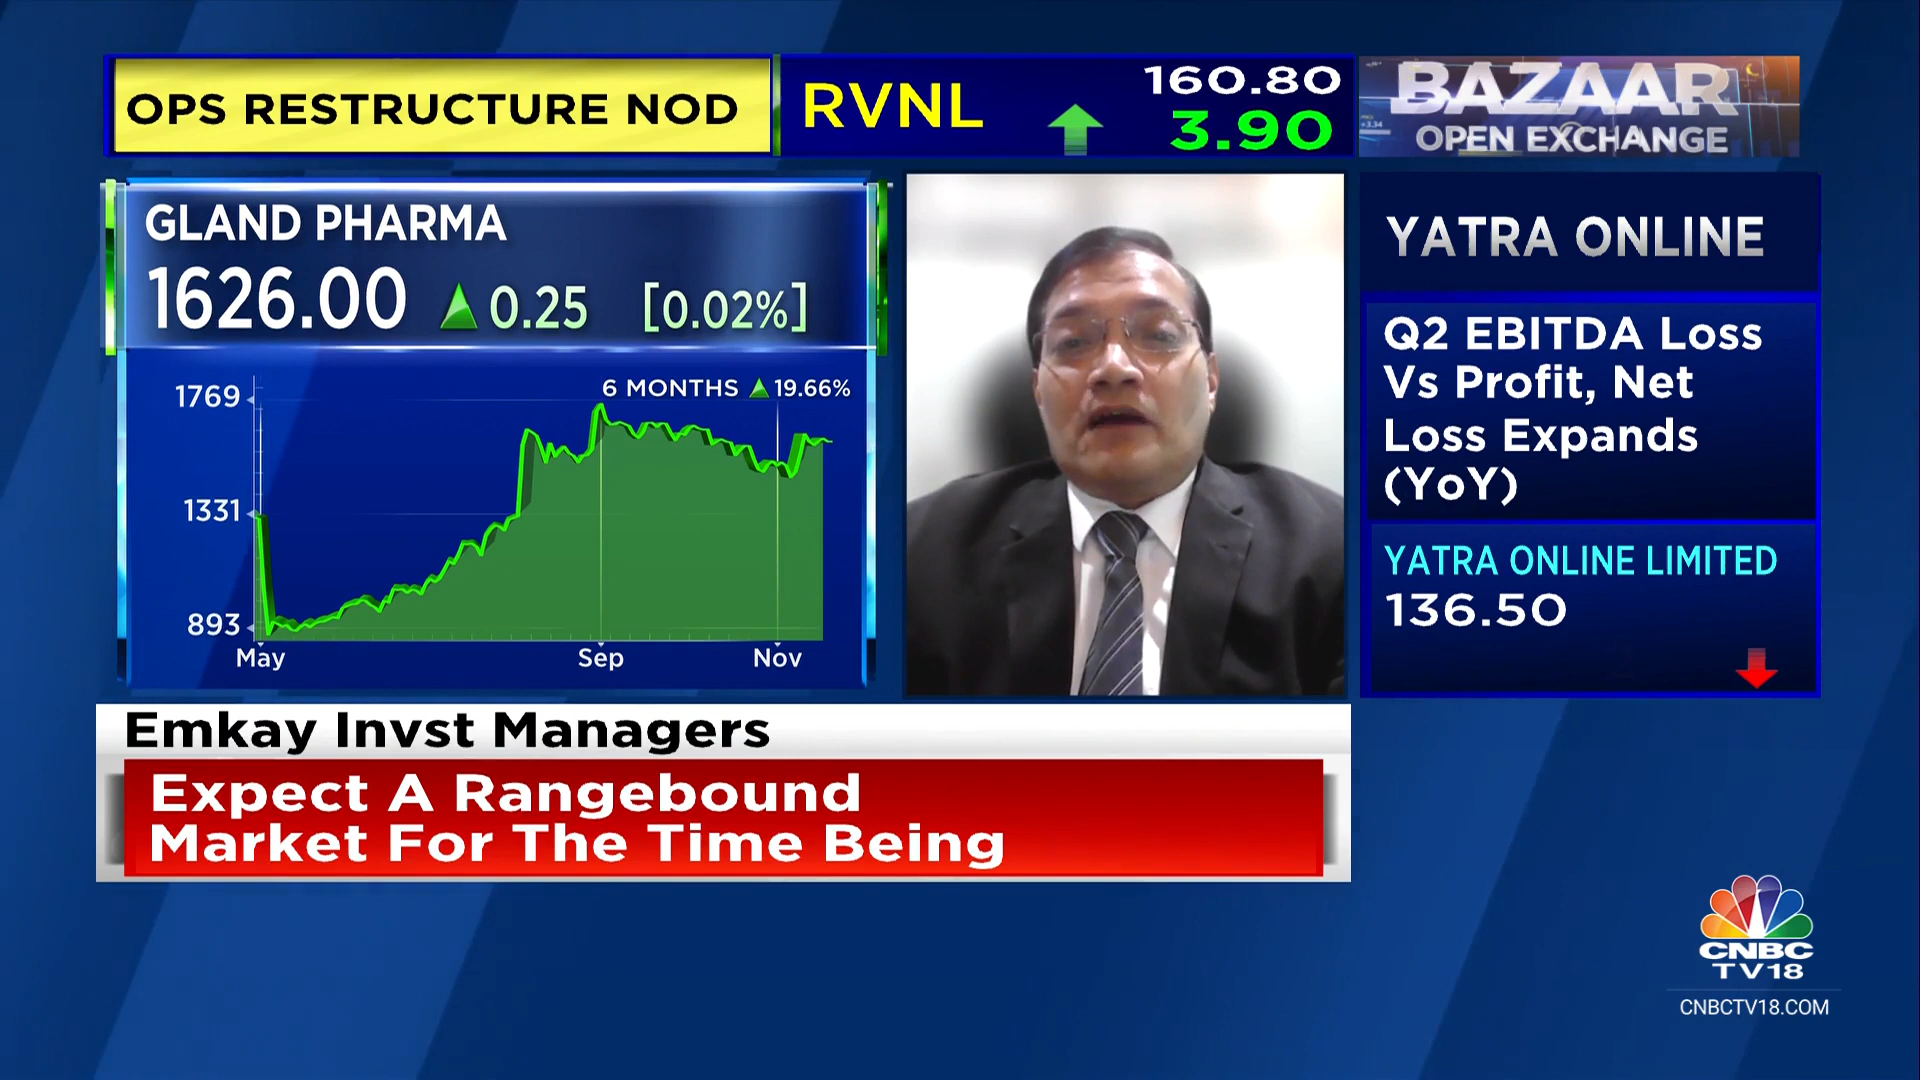 OPS RESTRUCTURE NOD
RVNL
160.80
3.90
BAZAAR
OPEN EXCHANGE
GLAND PHARMA
1626.00 ▲ 0.25 [0.02%]
6 MONTHS ▲ 19.66%
1769
1331
893
May Sep Nov
YATRA ONLINE
Q2 EBITDA Loss
Vs Profit, Net
Loss Expands
(YoY)
YATRA ONLINE LIMITED
136.50
Emkay Invst Managers
Expect A Rangebound
Market For The Time Being
CNBC
TV18
CNBCTV18.COM